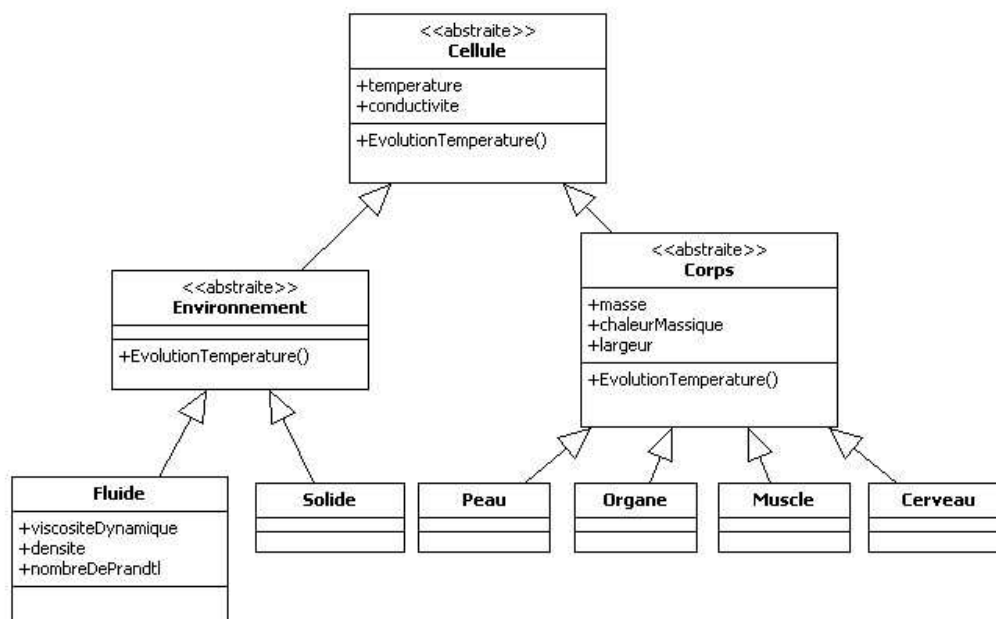 <<abstraite>>
Cellule
+temperature
+conductivite
+EvolutionTemperature()
<<abstraite>>
Environnement
+EvolutionTemperature()
<<abstraite>>
Corps
+masse
+chaleurMassique
+largeur
+EvolutionTemperature()
Fluide
+viscositeDynamique
+densite
+nombreDePrandtl
Solide
Peau
Organe
Muscle
Cerveau